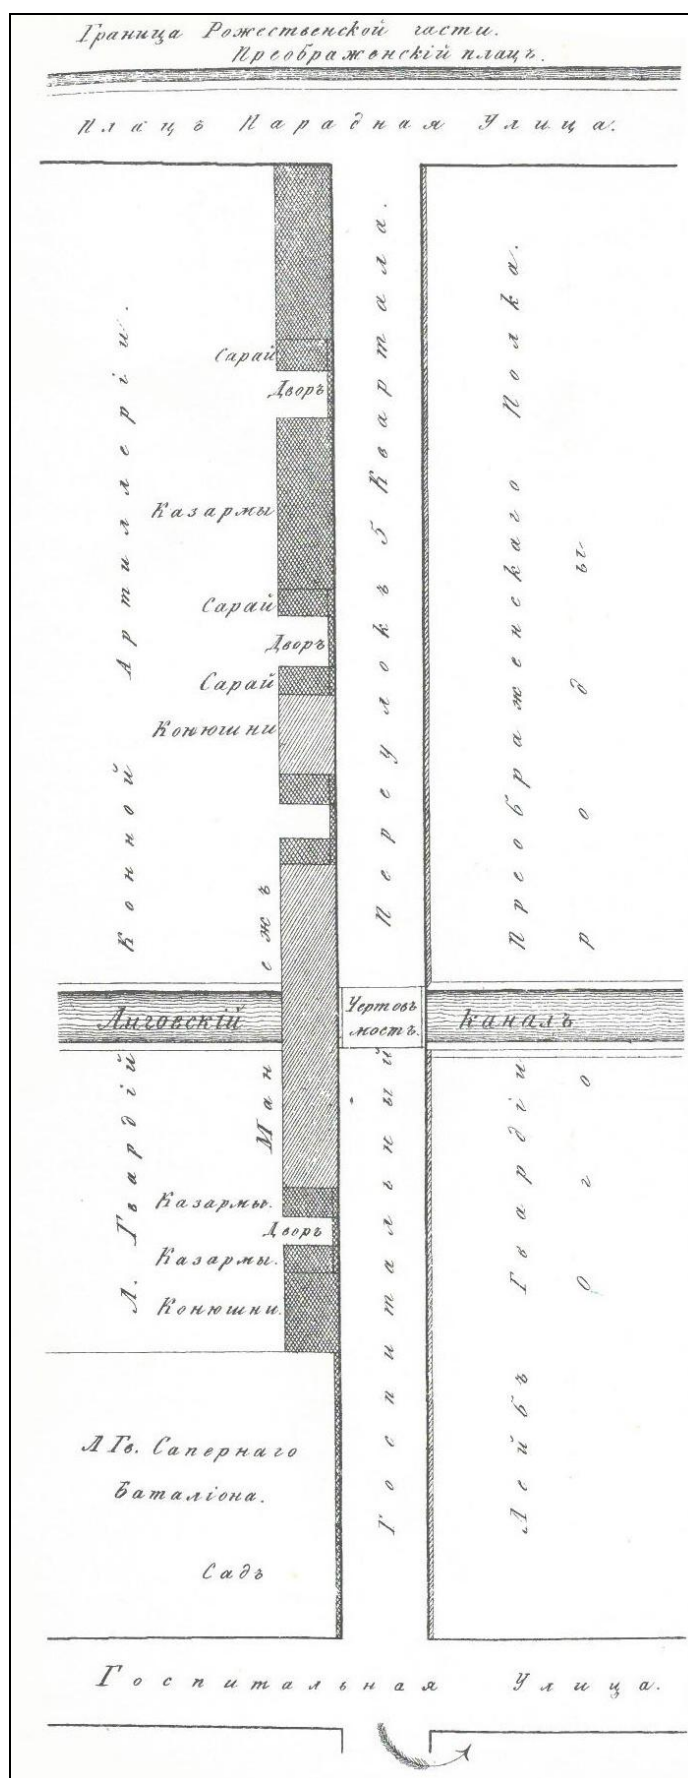 Граница Рожественской части.
Преображенскій плацъ.
Плацъ Парадная Улица.
Сарай
Дворъ
Казармы
Сарай
Дворъ
Сарай
Конюшни
Л. Гвардій Конной Артиллеріи.
Манежъ
Госпитальный Переулокъ 5 Квартала.
Лейбъ Гвардіи Преображенскаго Полка.
огороды
Лиговскій
Чертовъ
мостъ.
каналъ
Казармы.
Дворъ
Казармы.
Конюшни.
Л Гв. Сапернаго
Баталіона.
Садъ
Госпитальная Улица.